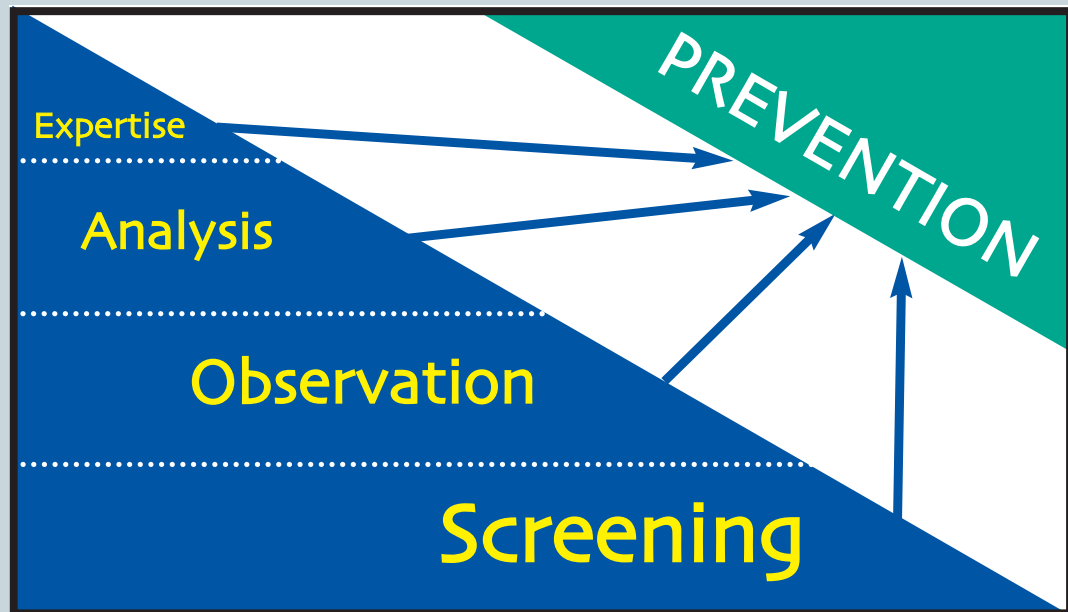 PREVENTION
Expertise
Analysis
Observation
Screening